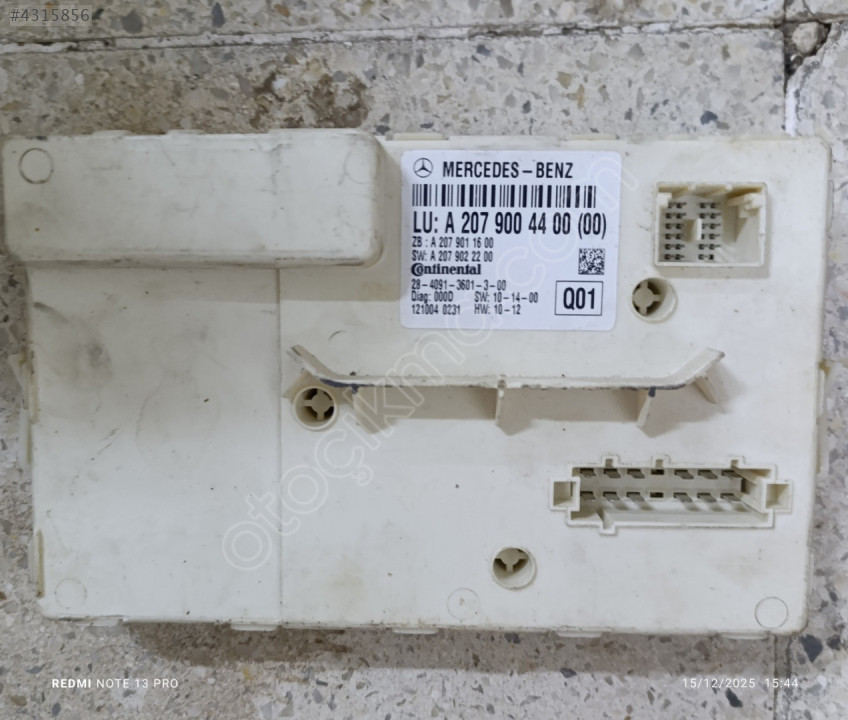 #4315856
MERCEDES-BENZ
LU: A 207 900 44 00 (00)
ZB : A 207 901 16 00
SW: A 207 902 22 00
Continental
28-4091-3601-3-00
Diag: 000D SW: 10-14-00
121004 0231 HW: 10-12
Q01
otoçıkma.com
REDMI NOTE 13 PRO
15/12/2025 15:44